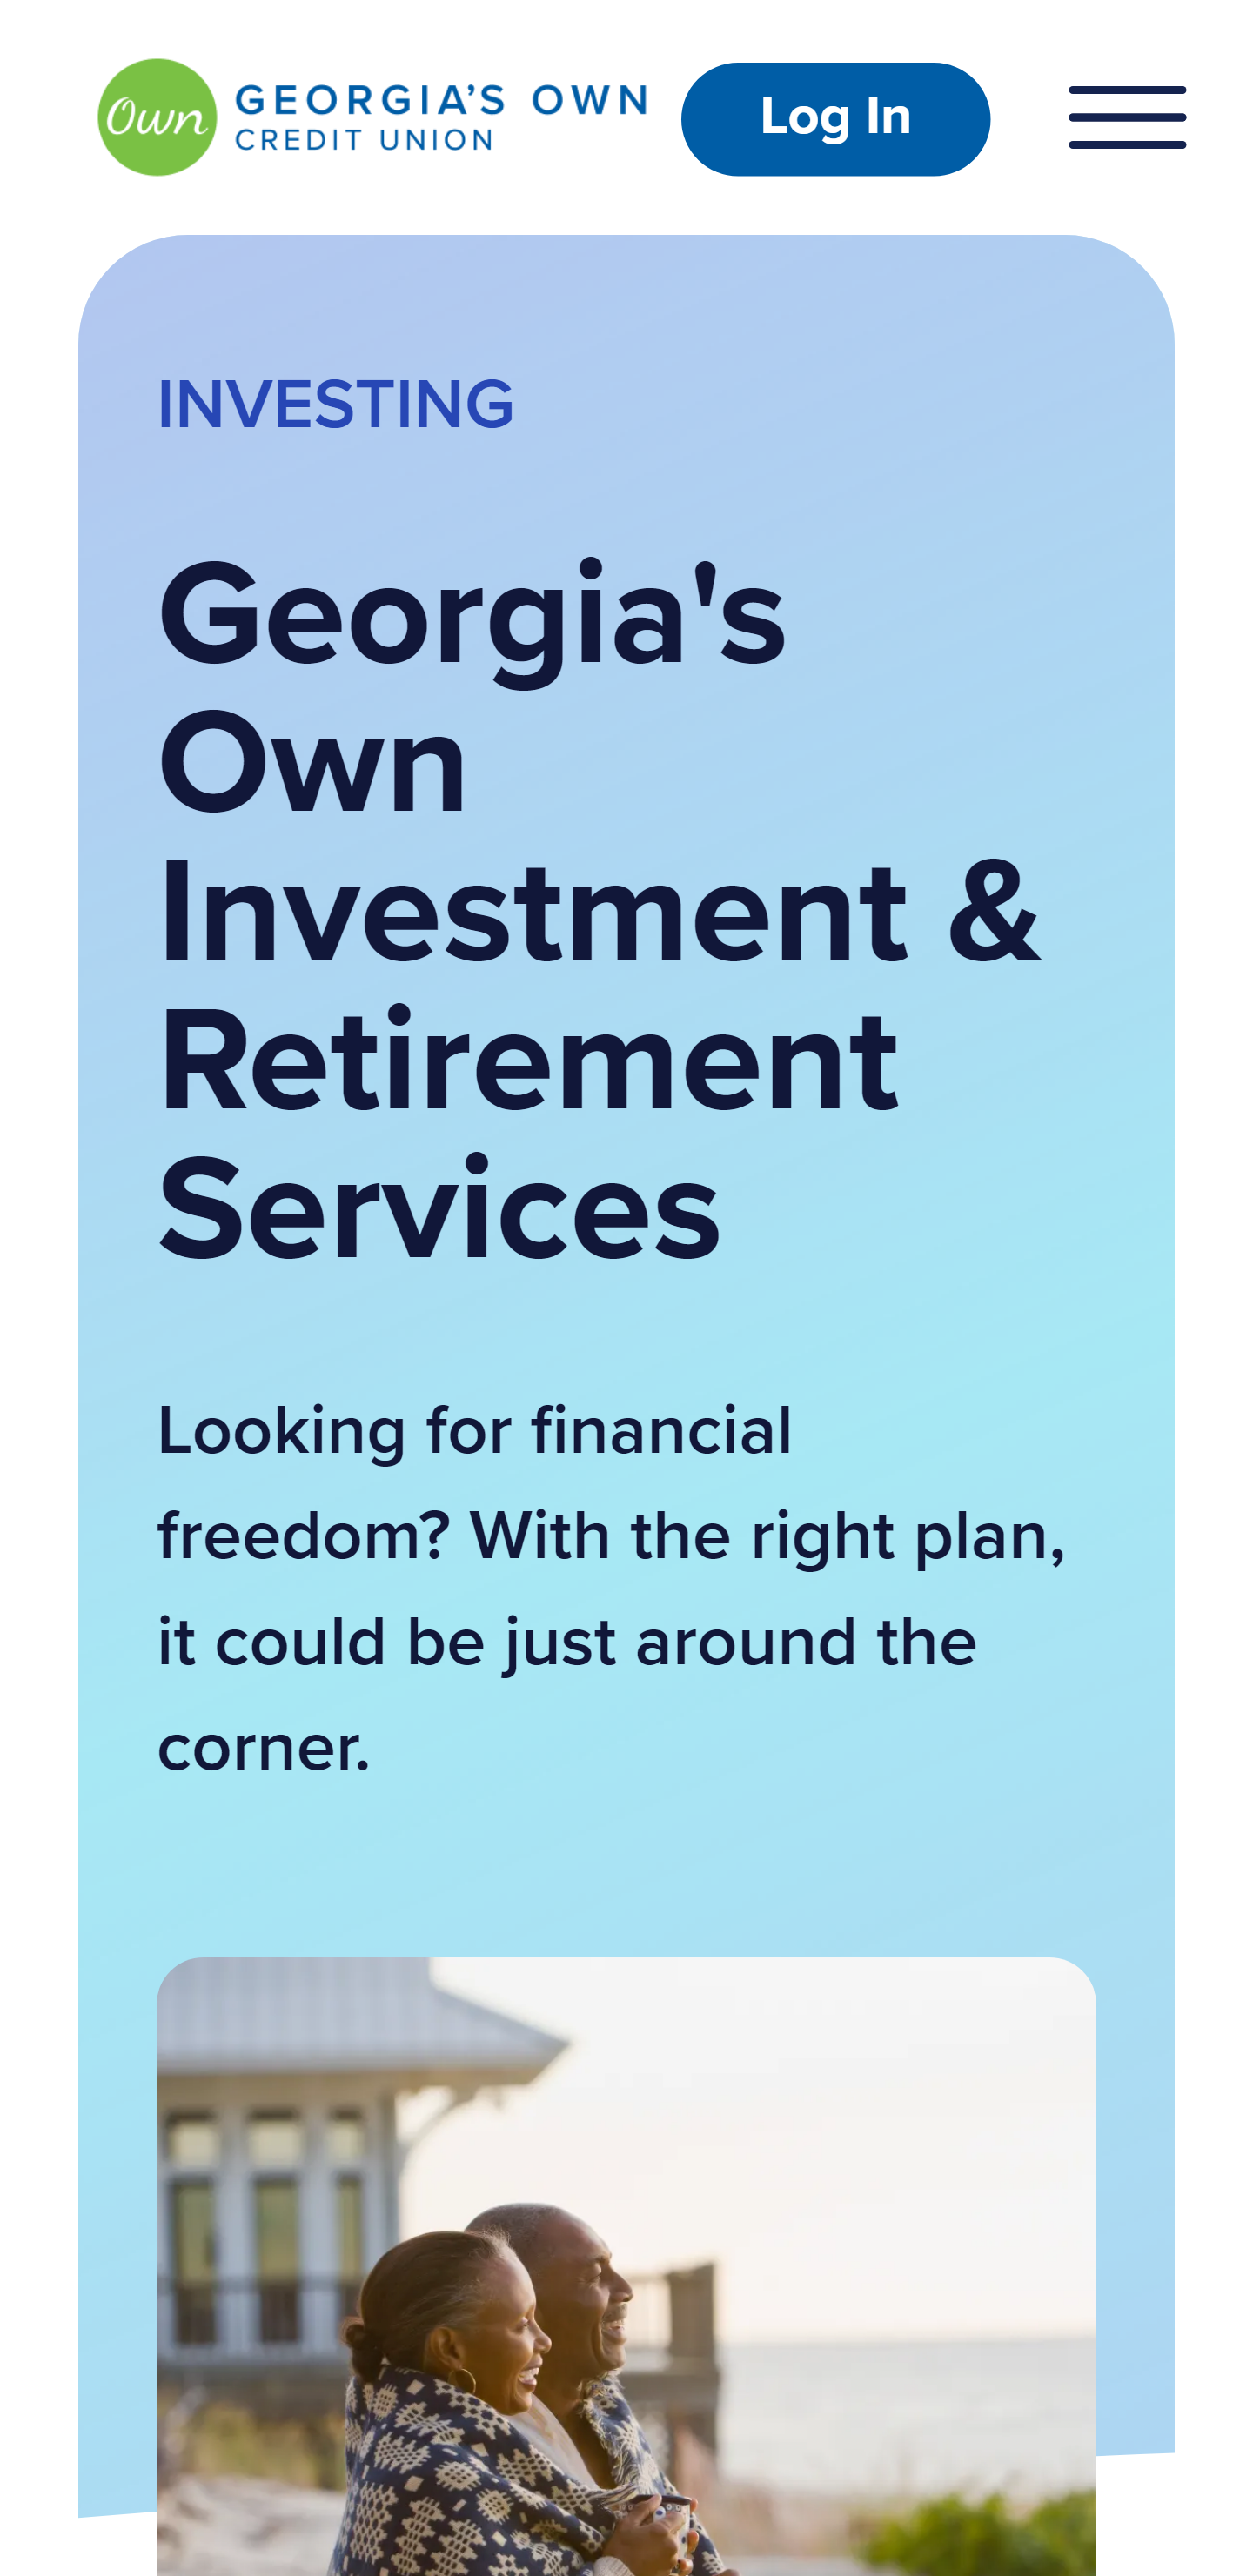 Own
GEORGIA’S OWN
CREDIT UNION
Log In
INVESTING
Georgia's
Own
Investment &
Retirement
Services
Looking for financial
freedom? With the right plan,
it could be just around the
corner.